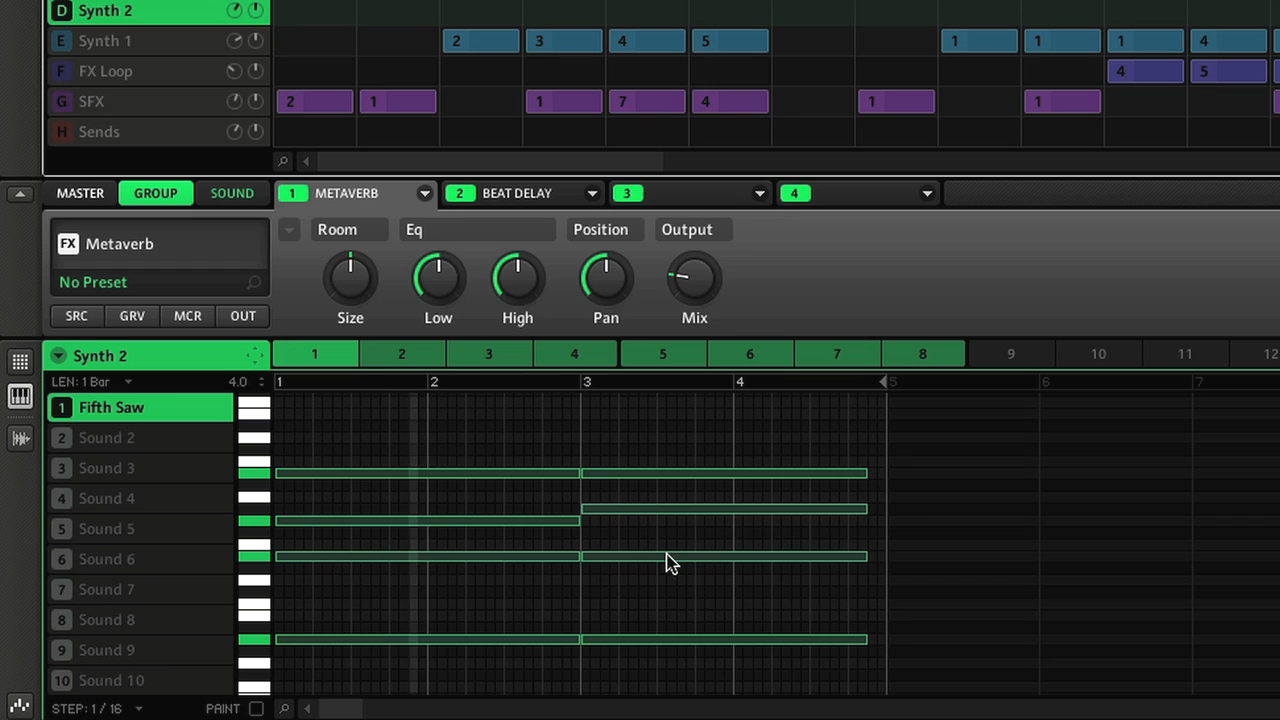 D Synth 2
E Synth 1 2 3 4 5 1 1 1 4
F FX Loop 4 5
G SFX 2 1 1 7 4 1 1
H Sends
MASTER GROUP SOUND 1 METAVERB 2 BEAT DELAY 3 4
FX Metaverb Room Eq Position Output
No Preset
SRC GRV MCR OUT Size Low High Pan Mix
Synth 2 1 2 3 4 5 6 7 8 9 10 11 12
LEN: 1 Bar 4.0 1 2 3 4 5 6 7
1 Fifth Saw
2 Sound 2
3 Sound 3
4 Sound 4
5 Sound 5
6 Sound 6
7 Sound 7
8 Sound 8
9 Sound 9
10 Sound 10
STEP: 1 / 16 PAINT